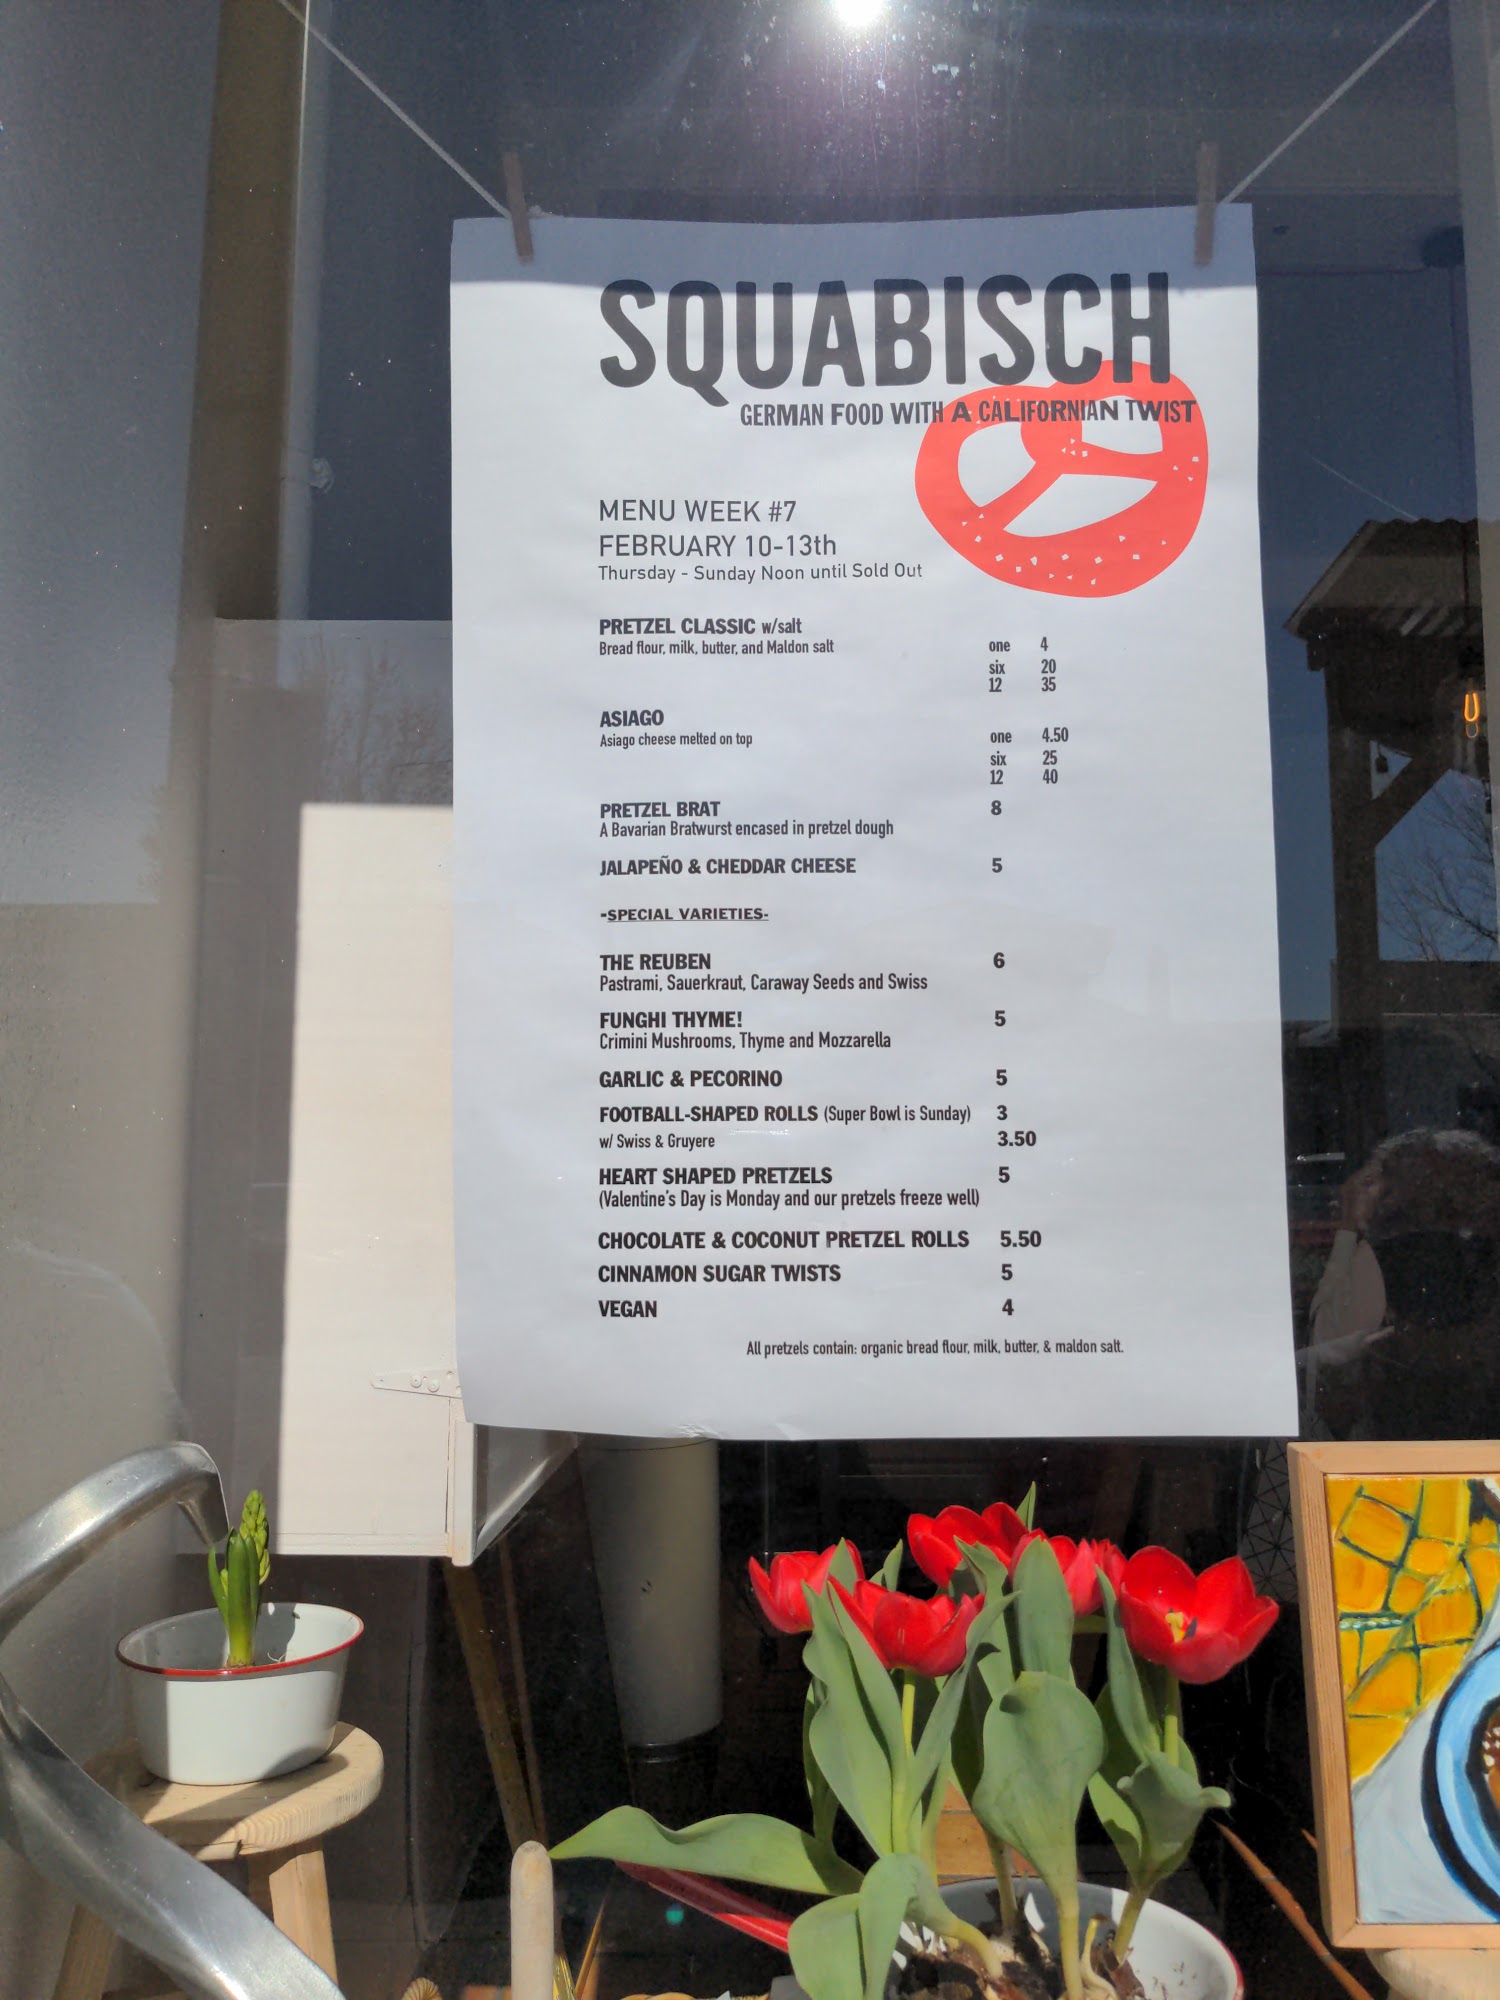 SQUABISCH
GERMAN FOOD WITH A CALIFORNIAN TWIST
MENU WEEK #7
FEBRUARY 10-13th
Thursday - Sunday Noon until Sold Out
PRETZEL CLASSIC w/salt
Bread flour, milk, butter, and Maldon salt one 4
six 20
12 35
ASIAGO
Asiago cheese melted on top one 4.50
six 25
12 40
PRETZEL BRAT 8
A Bavarian Bratwurst encased in pretzel dough
JALAPEÑO & CHEDDAR CHEESE 5
-SPECIAL VARIETIES-
THE REUBEN 6
Pastrami, Sauerkraut, Caraway Seeds and Swiss
FUNGHI THYME! 5
Crimini Mushrooms, Thyme and Mozzarella
GARLIC & PECORINO 5
FOOTBALL-SHAPED ROLLS (Super Bowl is Sunday) 3
w/ Swiss & Gruyere 3.50
HEART SHAPED PRETZELS 5
(Valentine's Day is Monday and our pretzels freeze well)
CHOCOLATE & COCONUT PRETZEL ROLLS 5.50
CINNAMON SUGAR TWISTS 5
VEGAN 4
All pretzels contain: organic bread flour, milk, butter, & maldon salt.